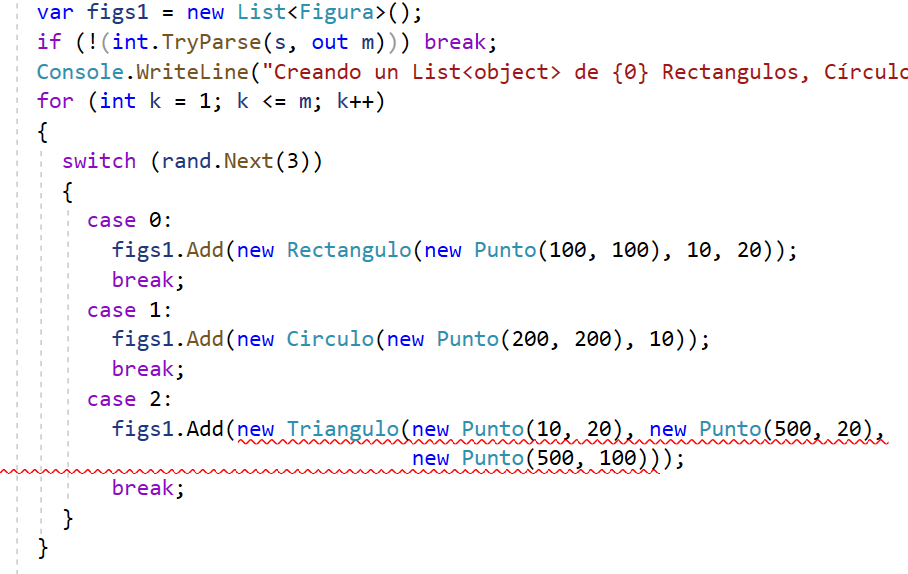 var figs1 = new List<Figura>();
if (!(int.TryParse(s, out m))) break;
Console.WriteLine("Creando un List<object> de {0} Rectangulos, Círculo
for (int k = 1; k <= m; k++)
{
switch (rand.Next(3))
{
case 0:
figs1.Add(new Rectangulo(new Punto(100, 100), 10, 20));
break;
case 1:
figs1.Add(new Circulo(new Punto(200, 200), 10));
break;
case 2:
figs1.Add(new Triangulo(new Punto(10, 20), new Punto(500, 20),
new Punto(500, 100)));
break;
}
}